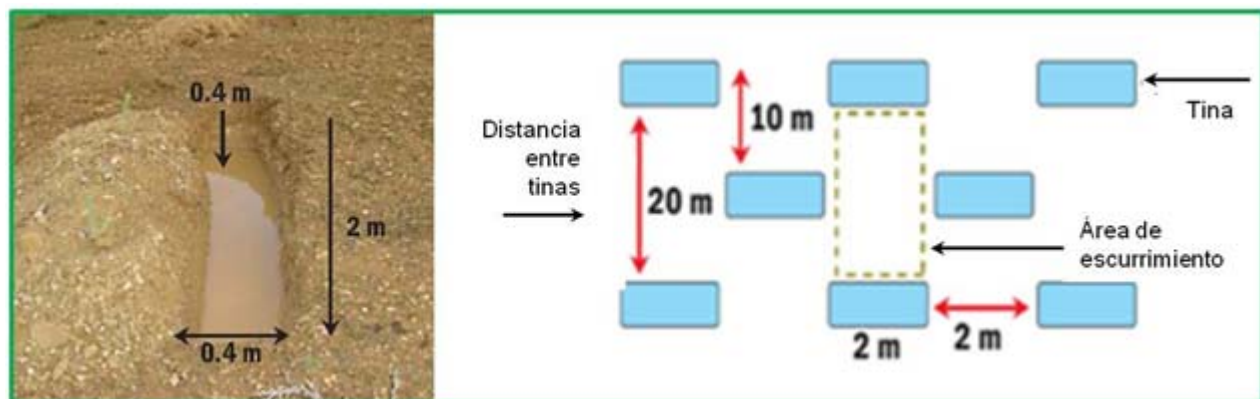 0.4 m
2 m
0.4 m
Distancia
entre
tinas
10 m
20 m
Tina
Área de
escurrimiento
2 m
2 m